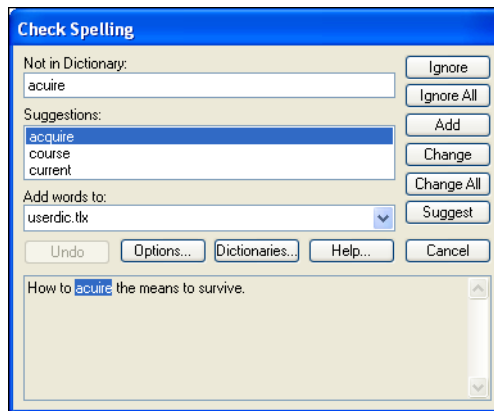 Check Spelling
Not in Dictionary:
acuire
Ignore
Ignore All
Suggestions:
acquire
course
current
Add
Change
Change All
Add words to:
userdic.tlx
Suggest
Undo
Options...
Dictionaries...
Help...
Cancel
How to acuire the means to survive.